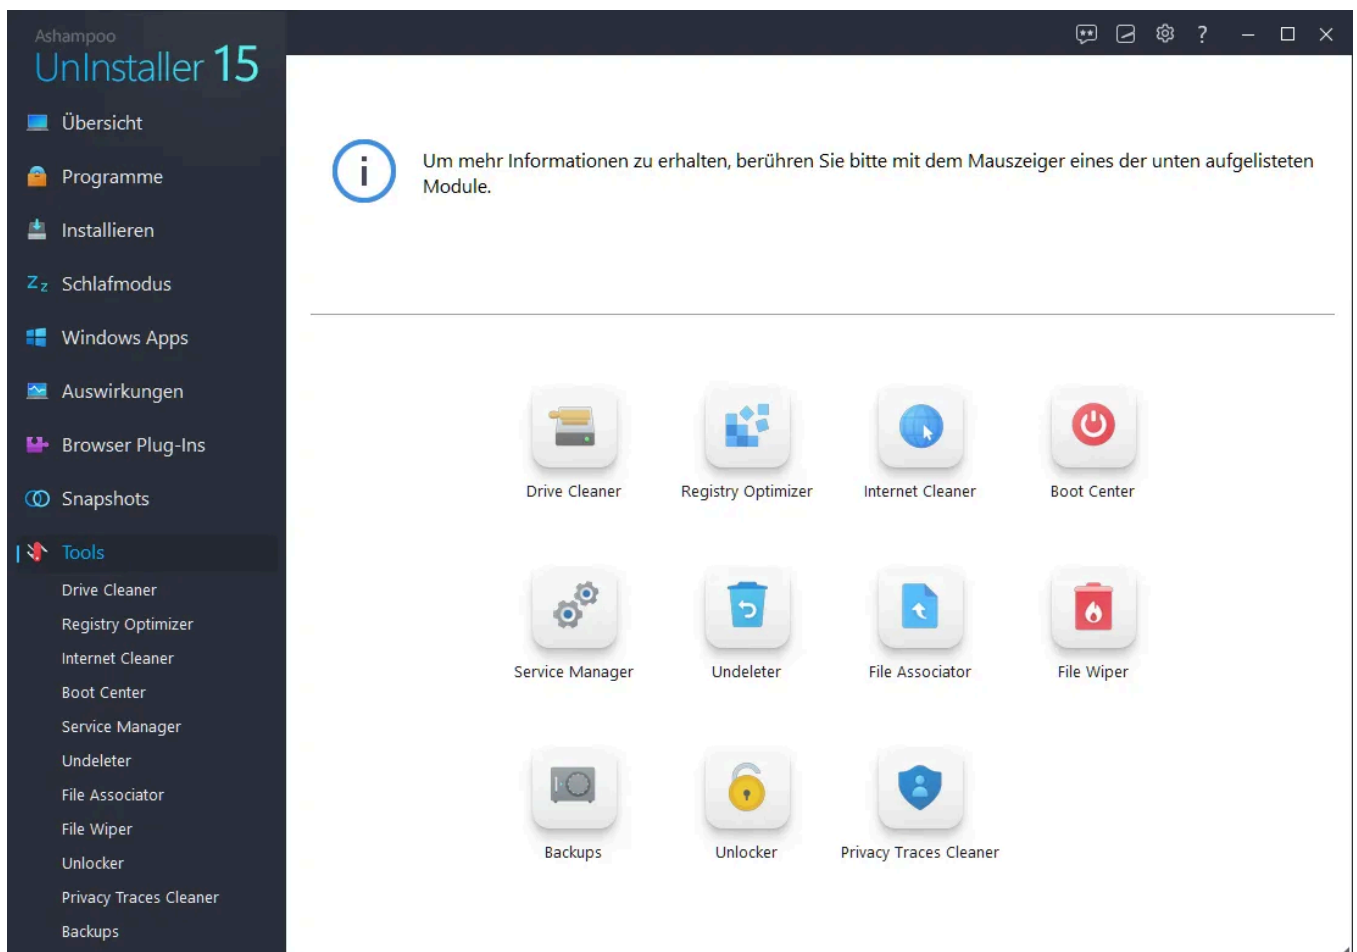 Ashampoo
UnInstaller 15
Übersicht
Programme
Installieren
Schlafmodus
Windows Apps
Auswirkungen
Browser Plug-Ins
Snapshots
Tools
Drive Cleaner
Registry Optimizer
Internet Cleaner
Boot Center
Service Manager
Undeleter
File Associator
File Wiper
Unlocker
Privacy Traces Cleaner
Backups
Um mehr Informationen zu erhalten, berühren Sie bitte mit dem Mauszeiger eines der unten aufgelisteten
Module.
Drive Cleaner
Registry Optimizer
Internet Cleaner
Boot Center
Service Manager
Undeleter
File Associator
File Wiper
Backups
Unlocker
Privacy Traces Cleaner